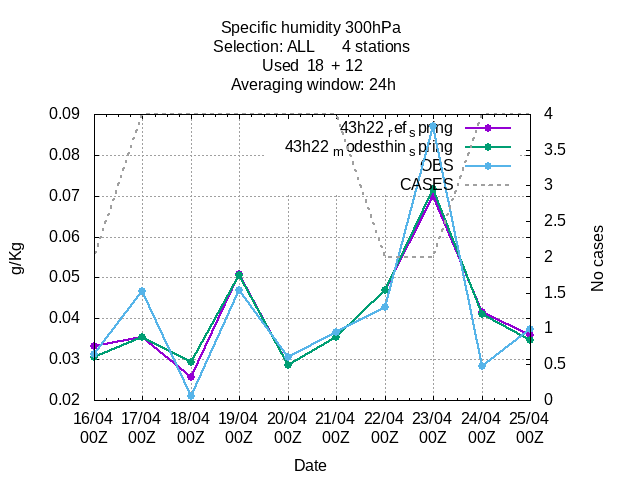 Specific humidity 300hPa
Selection: ALL 4 stations
Used 18 + 12
Averaging window: 24h
0.09 4
43h22 ref spring
0.08 3.5
43h22 modesthin spring
OBS
0.07 3
CASES
0.06 2.5
g/Kg
No cases
0.05 2
0.04 1.5
0.03 1
0.5
0.02 0
16/04 17/04 18/04 19/04 20/04 21/04 22/04 23/04 24/04 25/04
00Z 00Z 00Z 00Z 00Z 00Z 00Z 00Z 00Z 00Z
Date